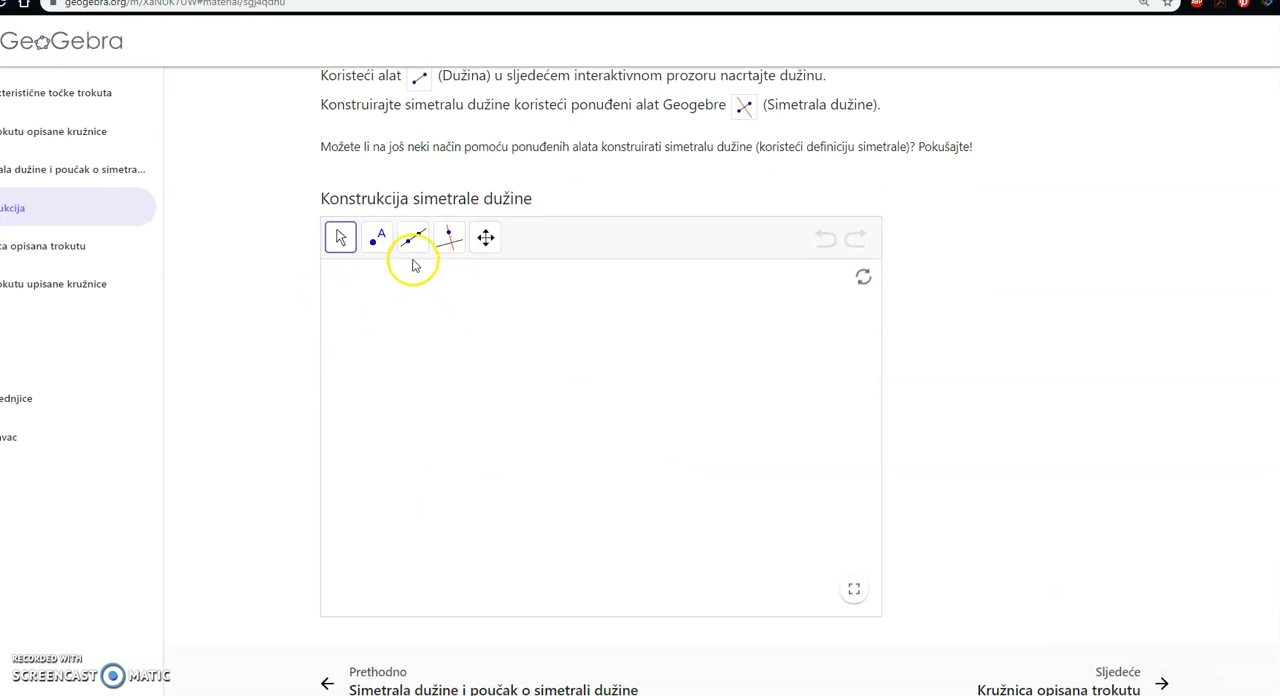 geogebra.org/m/XaNUK7UW#material/sgj4qdhu
GeoGebra
teristične točke trokuta
okutu opisane kružnice
ala dužine i poučak o simetra...
ukcija
ca opisana trokutu
okutu upisane kružnice
ednjice
avac
Koristeći alat (Dužina) u sljedećem interaktivnom prozoru nacrtajte dužinu.
Konstruirajte simetralu dužine koristeći ponuđeni alat Geogebre (Simetrala dužine).
Možete li na još neki način pomoću ponuđenih alata konstruirati simetralu dužine (koristeći definiciju simetrale)? Pokušajte!
Konstrukcija simetrale dužine
A
Prethodno
Simetrala dužine i poučak o simetrali dužine
Sljedeće
Kružnica opisana trokutu
RECORDED WITH
SCREENCAST MATIC